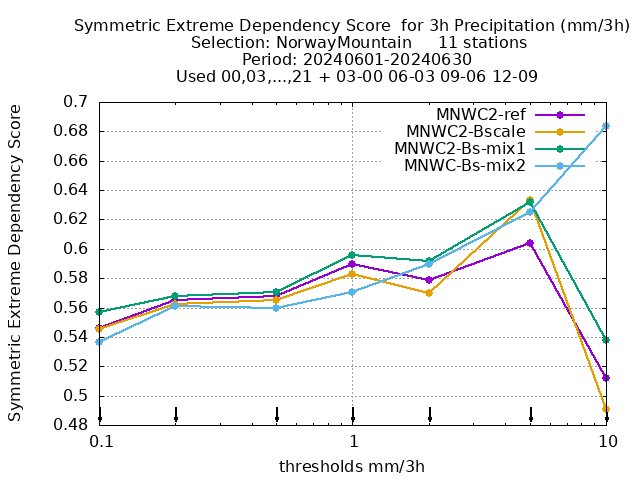 Symmetric Extreme Dependency Score  for 3h Precipitation (mm/3h)
Selection: NorwayMountain     11 stations
Period: 20240601-20240630
Used 00,03,...,21 + 03-00 06-03 09-06 12-09
Symmetric Extreme Dependency Score
0.7
0.68
0.66
0.64
0.62
0.6
0.58
0.56
0.54
0.52
0.5
0.48
MNWC2-ref
MNWC2-Bscale
MNWC2-Bs-mix1
MNWC-Bs-mix2
0.1
1
10
thresholds mm/3h